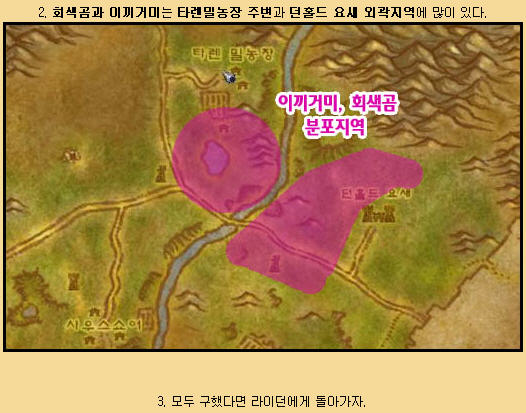 2. 회색곰과 이끼거미는 타렌밀농장 주변과 던홀드 요새 외곽지역에 많이 있다.
타렌 밀 농장
이끼거미, 회색곰
분포지역
던홀드 요새
사우스쇼어
3. 모두 구했다면 라이던에게 돌아가자.